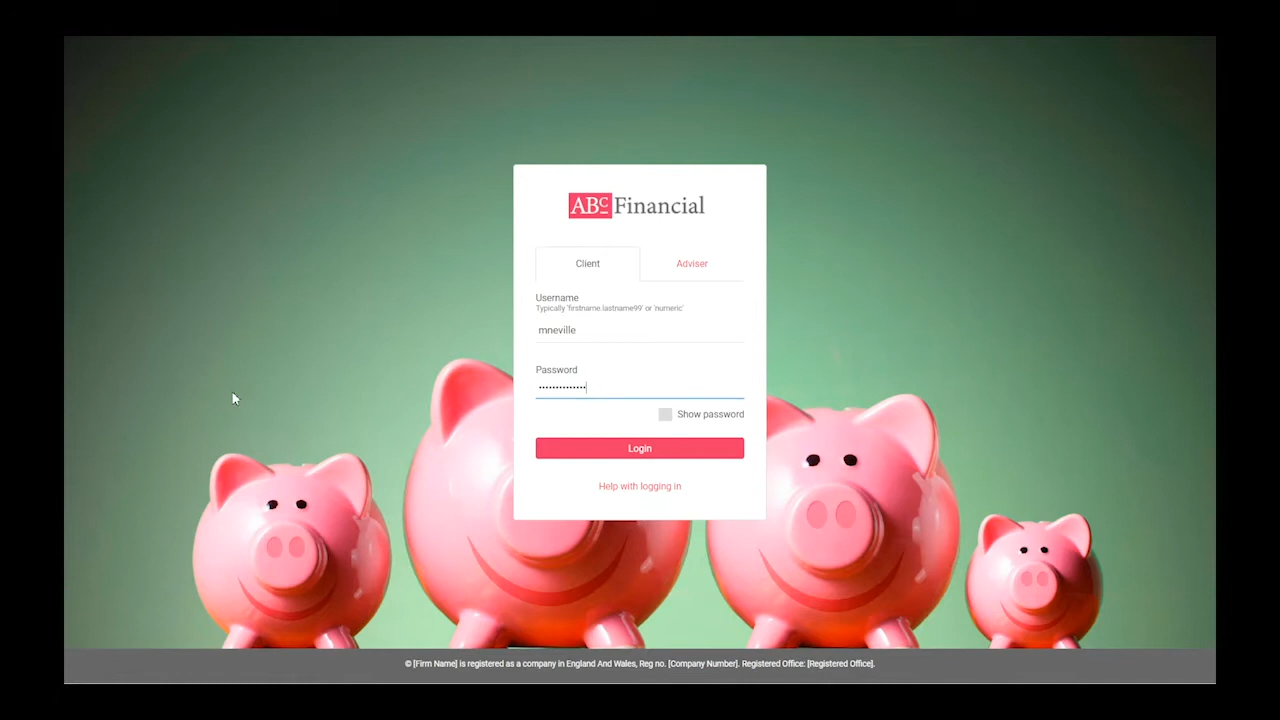 ABC Financial
Client
Adviser
Username
Typically 'firstname.lastname99' or 'numeric'
mneville
Password
••••••••••••••
Show password
Login
Help with logging in
© [Firm Name] is registered as a company in England And Wales, Reg no. [Company Number]. Registered Office: [Registered Office].